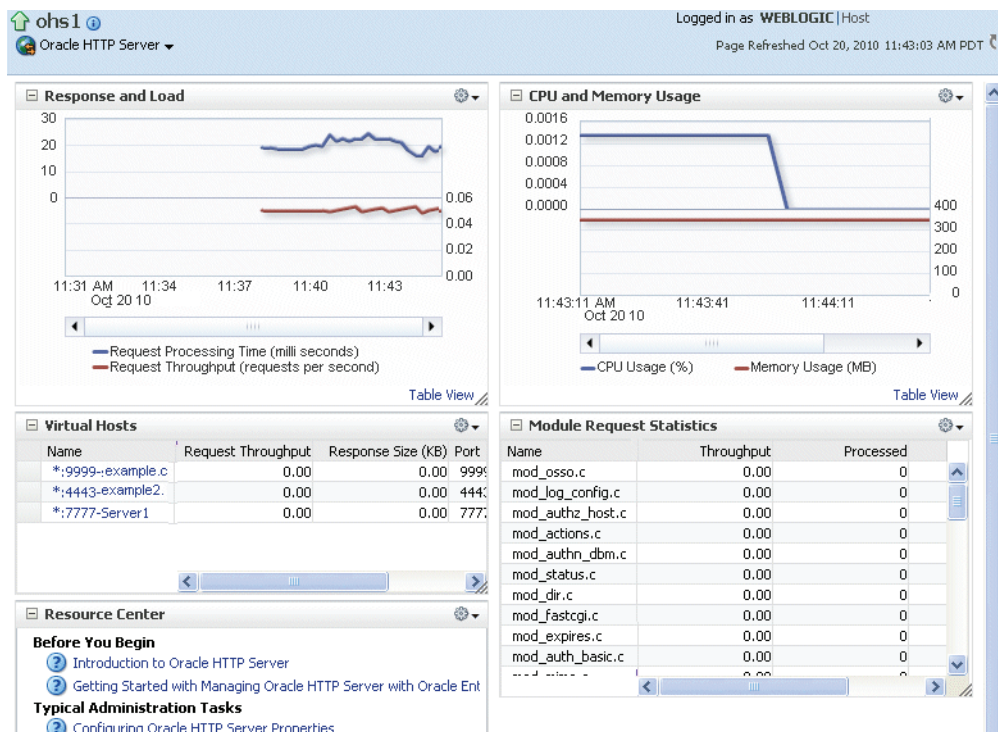 ohs1
Logged in as WEBLOGIC|Host
Oracle HTTP Server
Page Refreshed Oct 20, 2010 11:43:03 AM PDT
Response and Load
30
20
10
0
0.06
0.04
0.02
0.00
11:31 AM 11:34 11:37 11:40 11:43
Oct 20 10
Request Processing Time (milli seconds)
Request Throughput (requests per second)
Table View
CPU and Memory Usage
0.0016
0.0012
0.0008
0.0004
0.0000
400
300
200
100
0
11:43:11 AM 11:43:41 11:44:11
Oct 20 10
CPU Usage (%) Memory Usage (MB)
Table View
Virtual Hosts
Name Request Throughput Response Size (KB) Port
*:9999-:example.c 0.00 0.00 999
*:4443-example2. 0.00 0.00 444
*:7777-Server1 0.00 0.00 777
Module Request Statistics
Name Throughput Processed
mod_osso.c 0.00 0
mod_log_config.c 0.00 0
mod_authz_host.c 0.00 0
mod_actions.c 0.00 0
mod_authn_dbm.c 0.00 0
mod_status.c 0.00 0
mod_dir.c 0.00 0
mod_fastcgi.c 0.00 0
mod_expires.c 0.00 0
mod_auth_basic.c 0.00 0
Resource Center
Before You Begin
Introduction to Oracle HTTP Server
Getting Started with Managing Oracle HTTP Server with Oracle Ent
Typical Administration Tasks
Configuring Oracle HTTP Server Properties